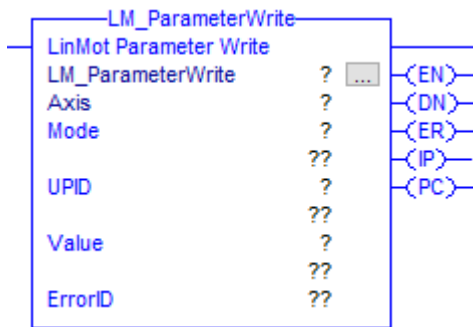 LM_ParameterWrite
LinMot Parameter Write
LM_ParameterWrite ? ...
(EN)
Axis ?
(DN)
Mode ?
(ER)
??
(IP)
UPID ?
(PC)
??
Value ?
??
ErrorID ??